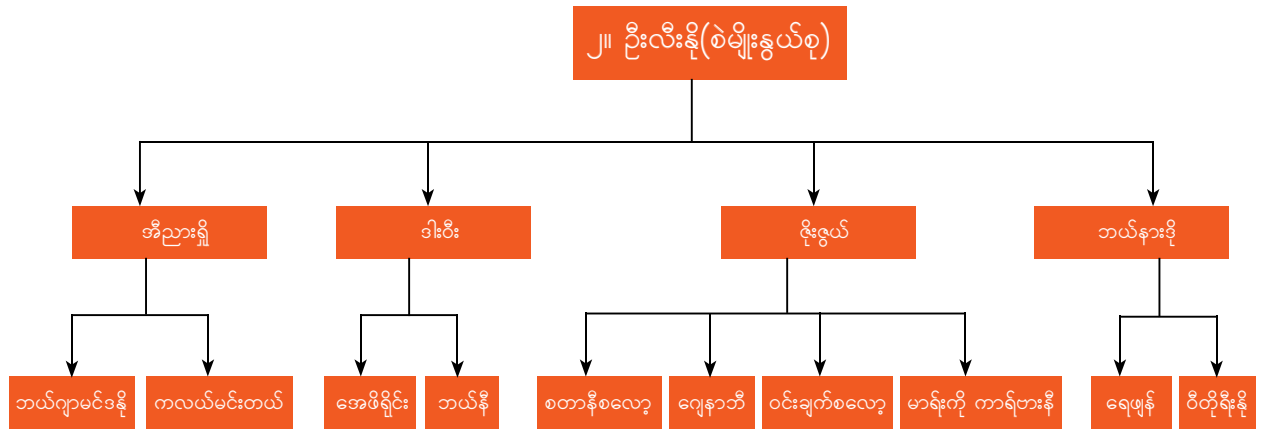 ၂။ ဦးလီးနို(စဲမျိုးနွယ်စု)
အီညားရှို
ဒါးဝီး
ဇိုးဇွယ်
ဘယ်နားဒို
ဘယ်ဂျာမင်ဒနို
ကလယ်မင်းတယ်
အေဖိရိုင်း
ဘယ်နီ
စတာနီစလော့
ဂျေနာဘီ
ဝင်းချက်စလော့
မာရ်းကို ကာရ်ဗားနီ
ရေဖျန်
ဝီတိုရီးနို